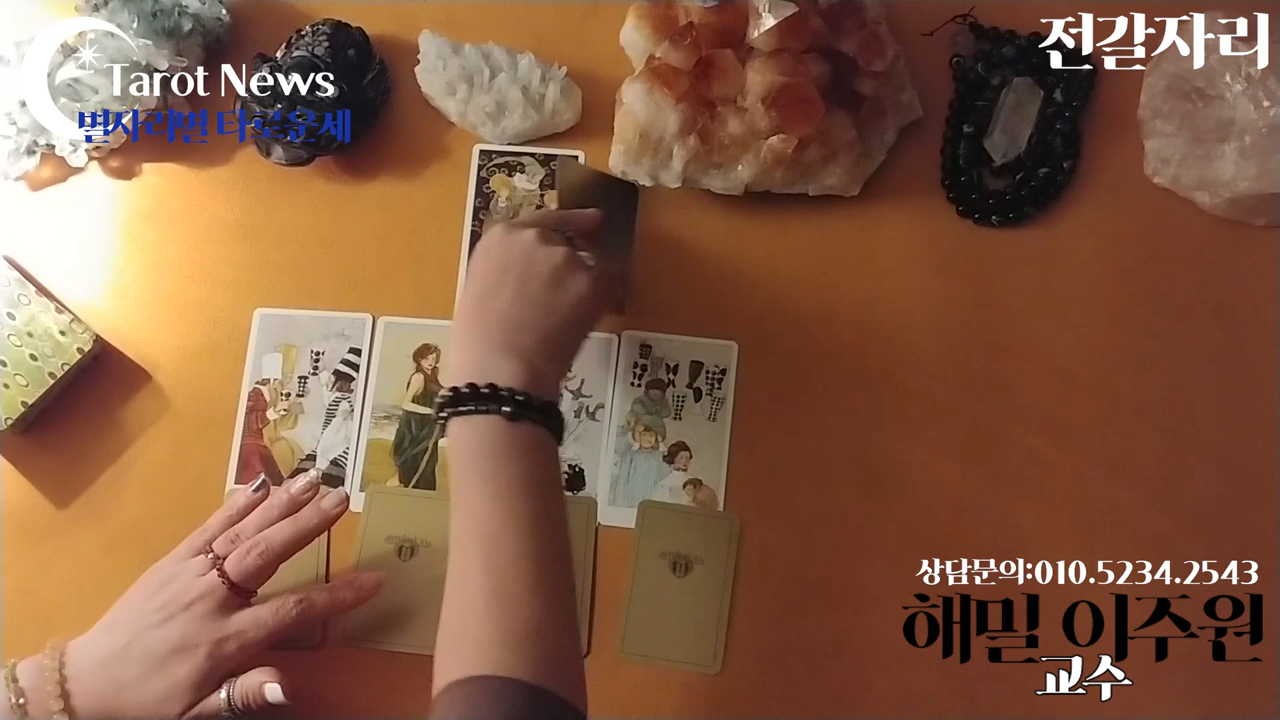 Tarot News
별자리별 타로운세
전갈자리
상담문의:010.5234.2543
해밀 이주원
교수